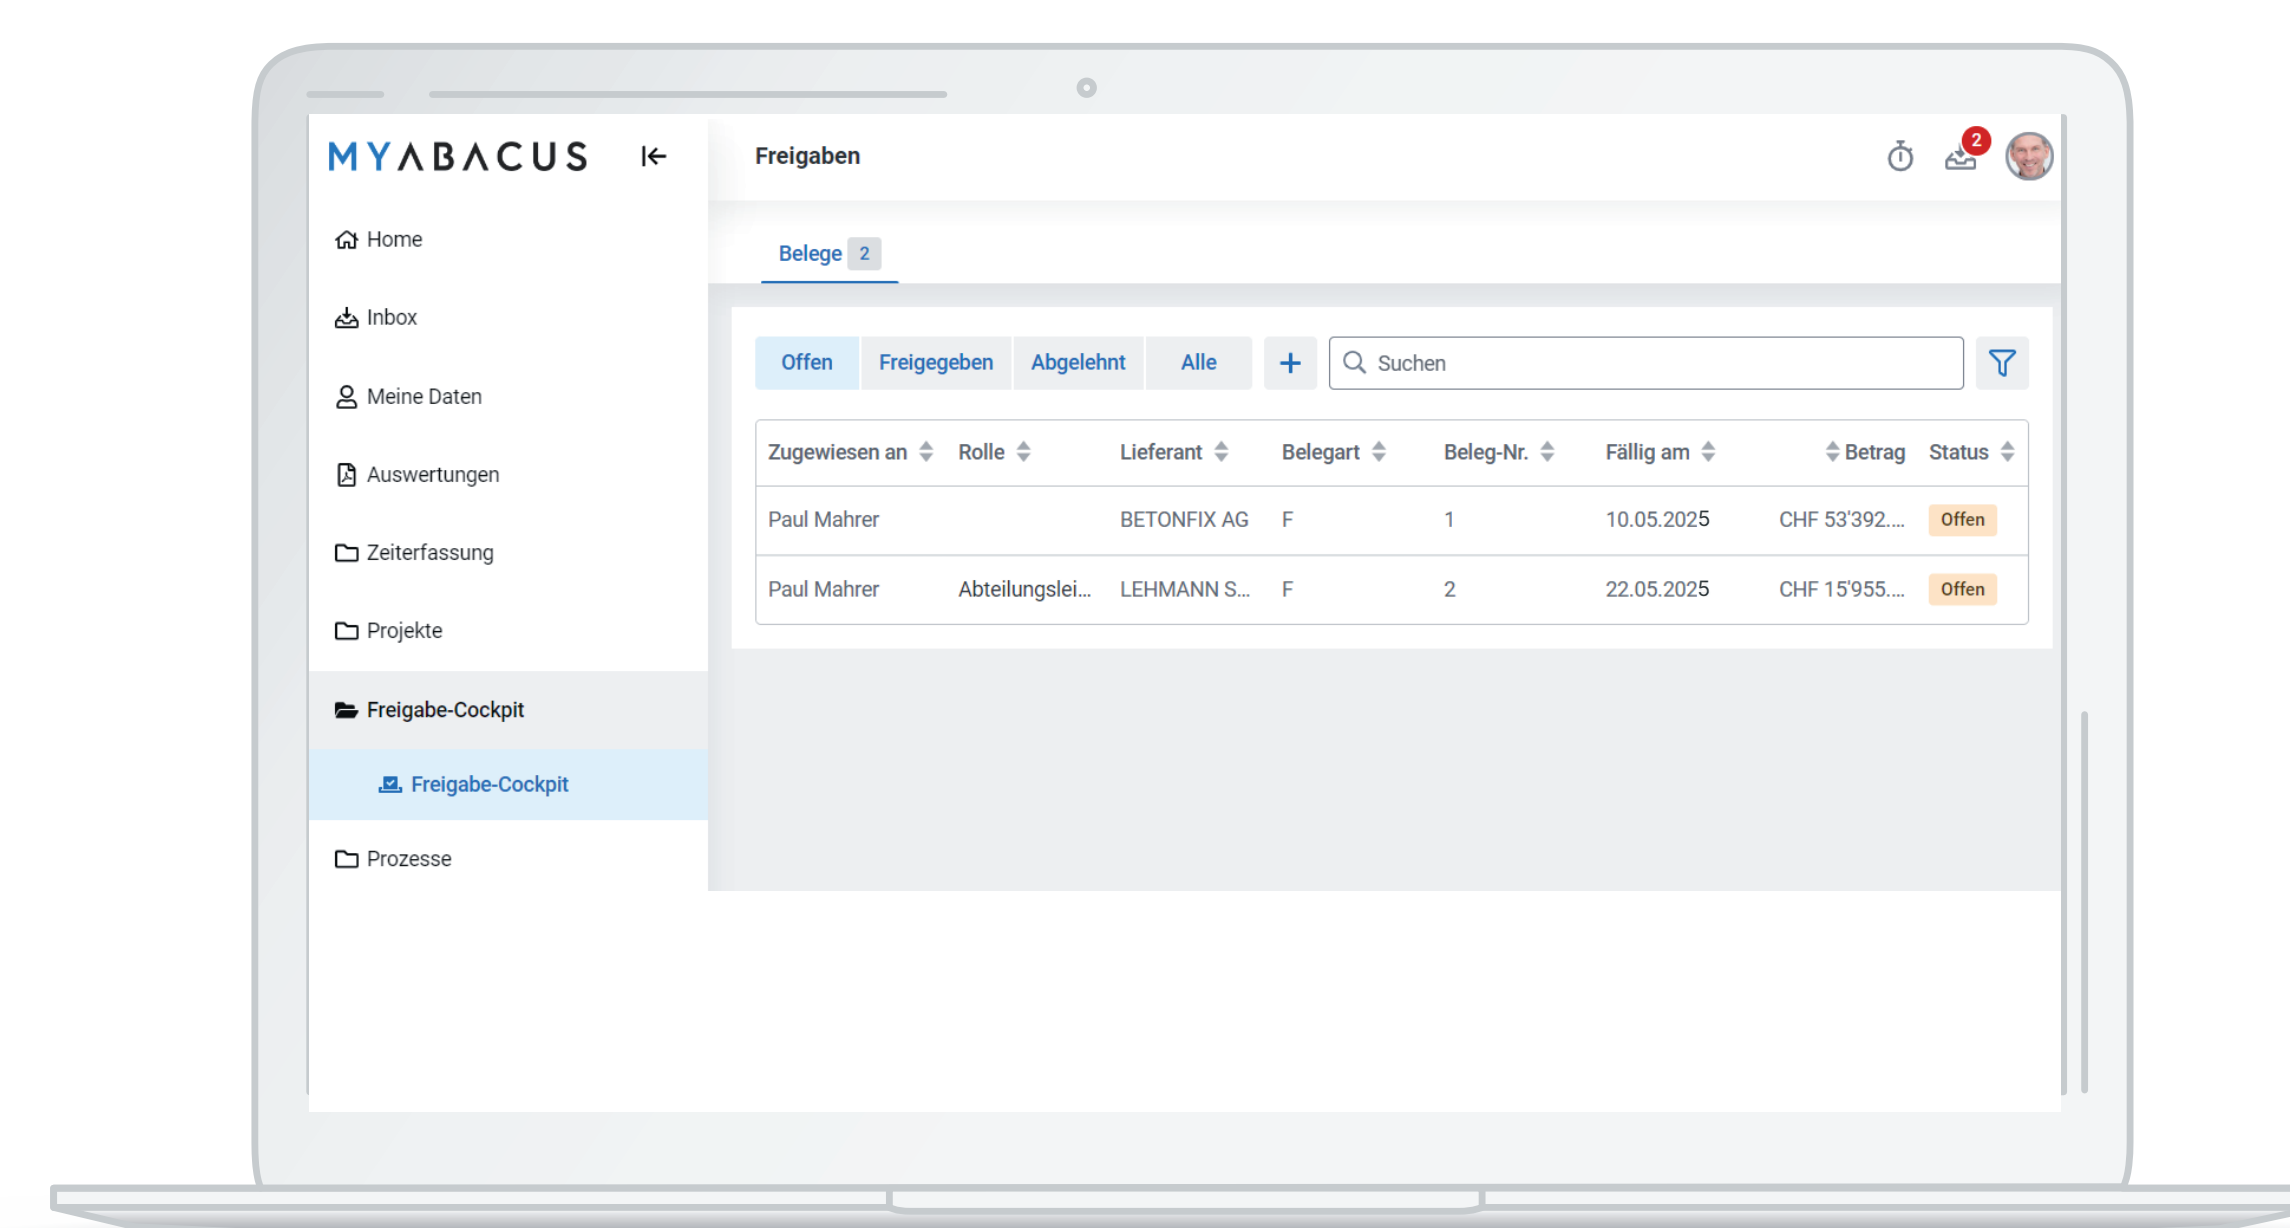 MYABACUS
Freigaben
2
Home
Inbox
Meine Daten
Auswertungen
Zeiterfassung
Projekte
Freigabe-Cockpit
Freigabe-Cockpit
Prozesse
Belege 2
Offen Freigegeben Abgelehnt Alle + Suchen
Zugewiesen an Rolle Lieferant Belegart Beleg-Nr. Fällig am Betrag Status
Paul Mahrer BETONFIX AG F 1 10.05.2025 CHF 53'392.... Offen
Paul Mahrer Abteilungslei... LEHMANN S... F 2 22.05.2025 CHF 15'955.... Offen